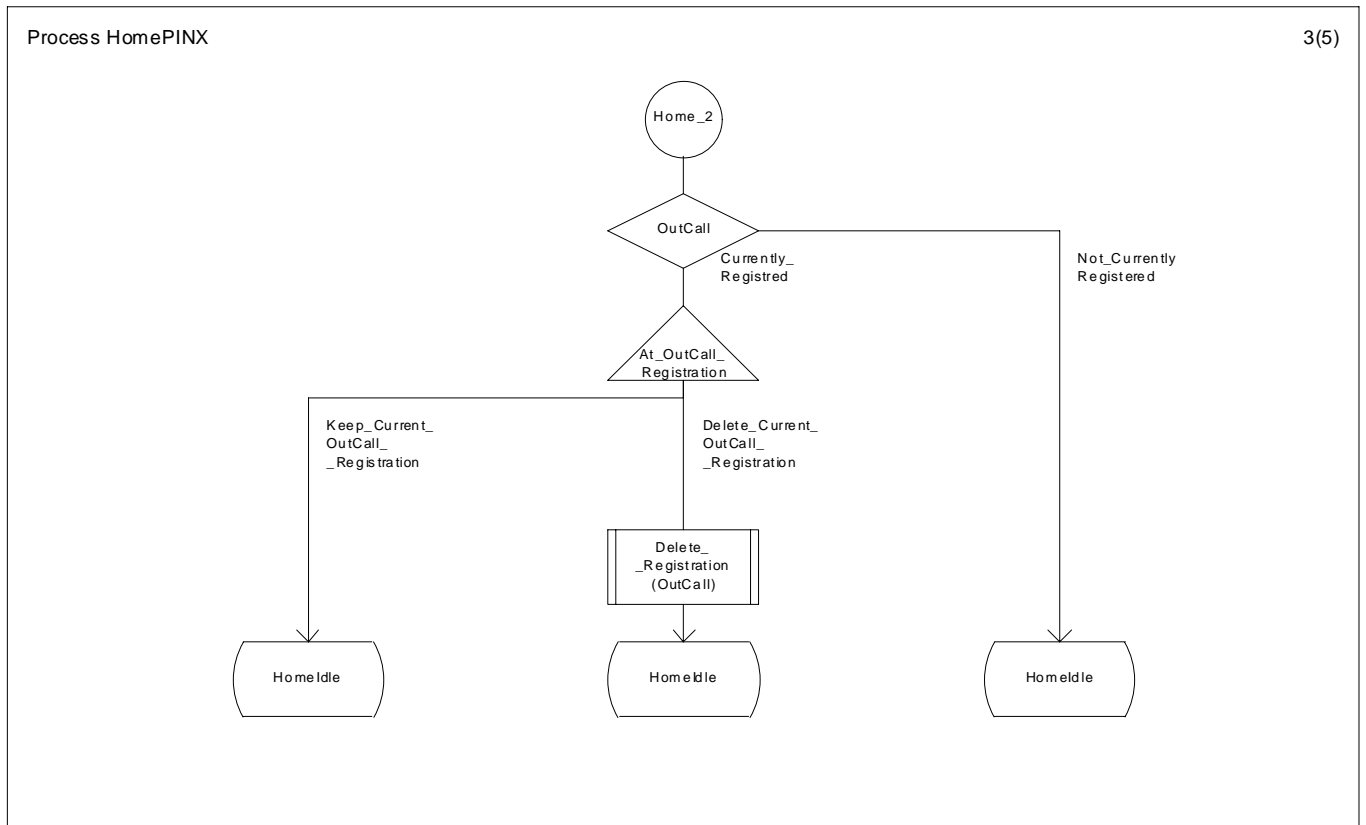 Process HomePINX
3(5)
Home_2
OutCall
Currently_
Registred
Not_Currently
Registered
At_OutCall_
Registration
Keep_Current_
OutCall_
_Registration
Delete_Current_
OutCall_
_Registration
Delete_
_Registration
(OutCall)
HomeIdle
HomeIdle
HomeIdle